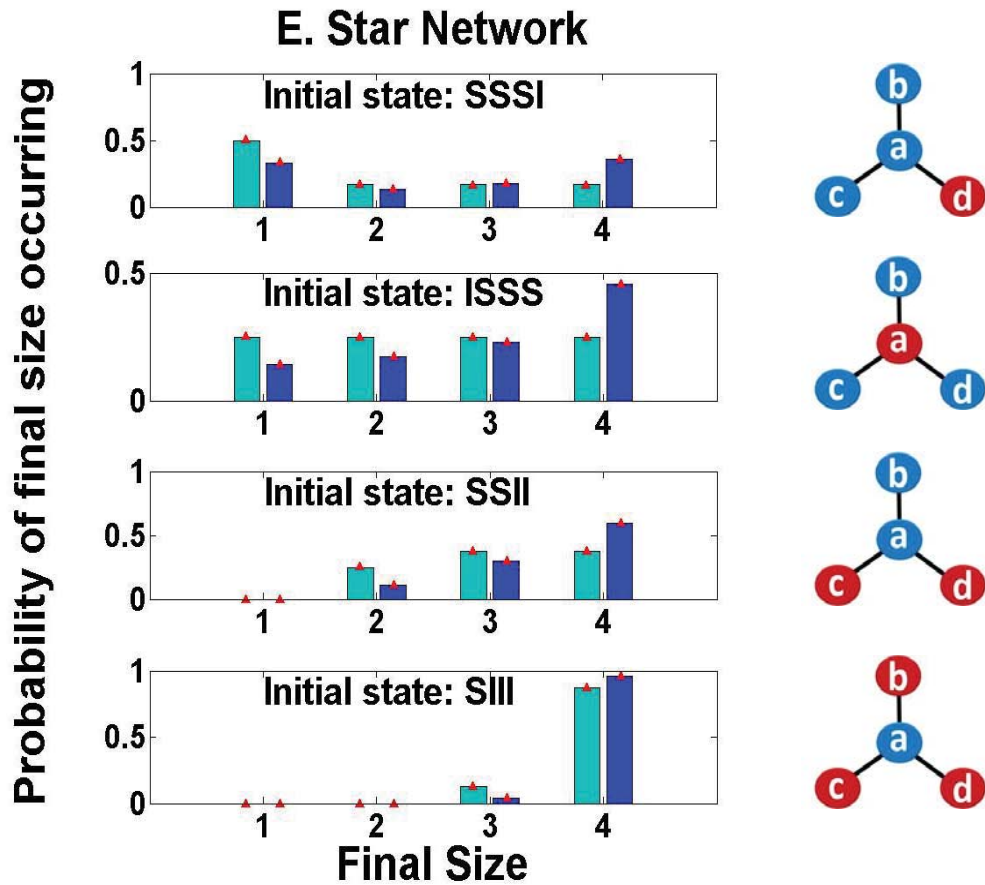 E. Star Network
Probability of final size occurring
Initial state: SSSI
1
0.5
0
1 2 3 4
b
a
c d
Initial state: ISSS
0.5
0
1 2 3 4
b
a
c d
Initial state: SSII
1
0.5
0
1 2 3 4
b
a
c d
Initial state: SIII
1
0.5
0
1 2 3 4
b
a
c d
Final Size